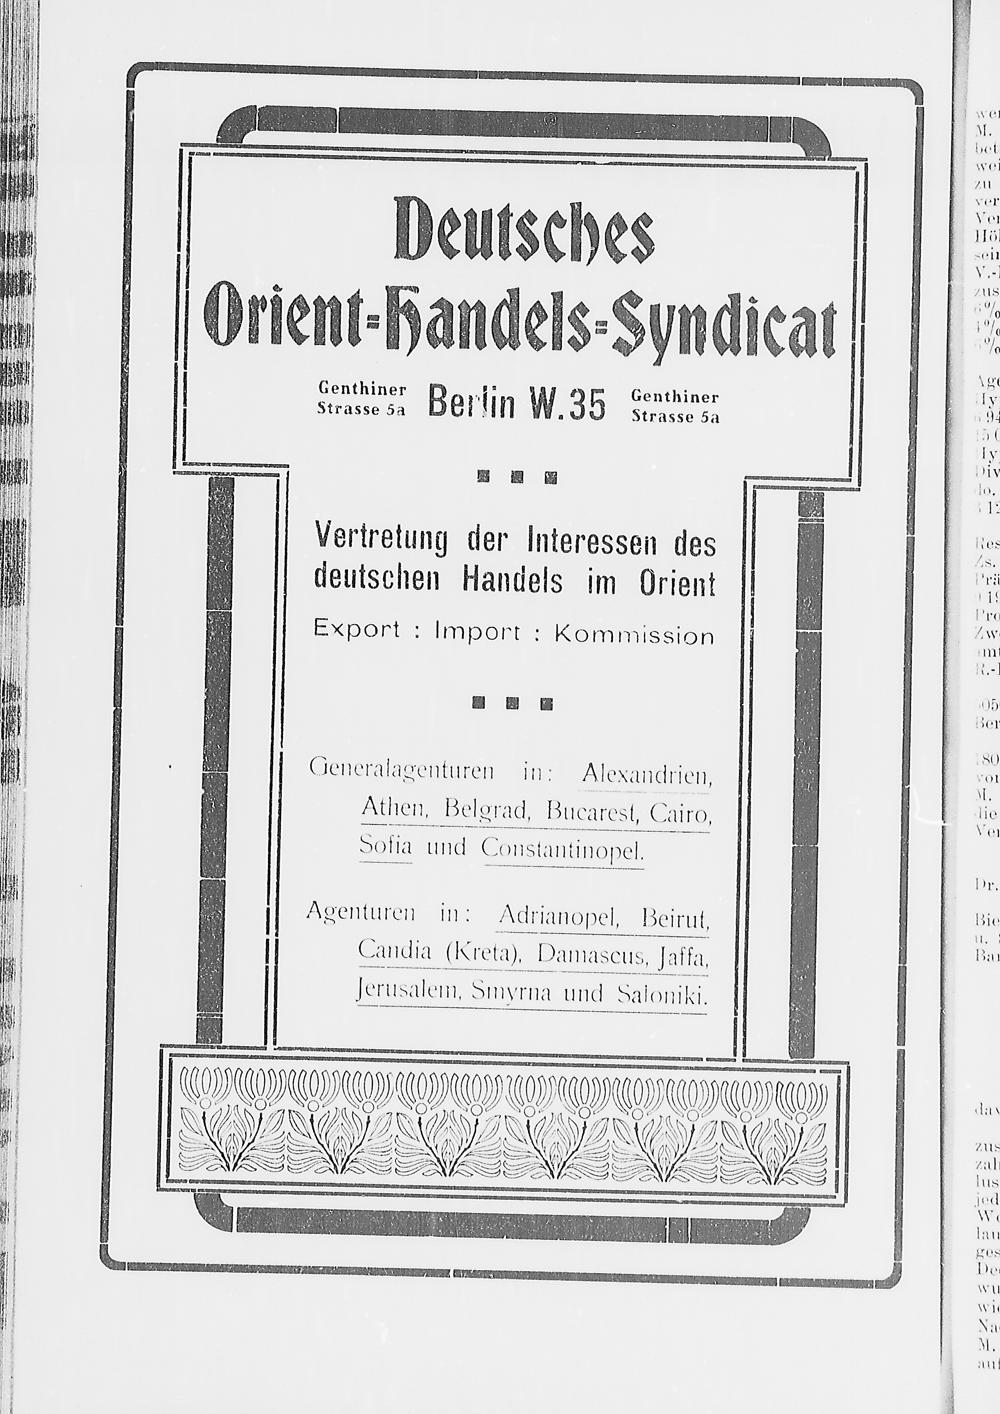 Deutsches
Orient=Handels=Syndicat
Genthiner Strasse 5a Berlin W.35 Genthiner Strasse 5a
Vertretung der Interessen des
deutschen Handels im Orient
Export : Import : Kommission
Generalagenturen in: Alexandrien,
Athen, Belgrad, Bucarest, Cairo,
Sofia und Constantinopel.
Agenturen in: Adrianopel, Beirut,
Candia (Kreta), Damascus, Jaffa,
Jerusalem, Smyrna und Saloniki.